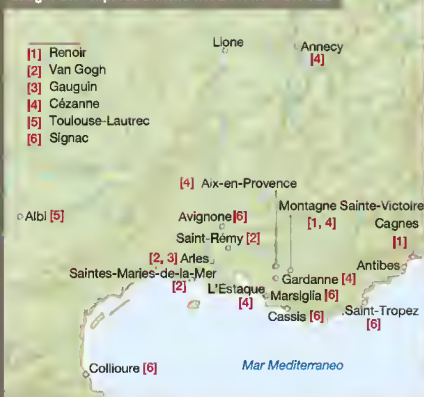 [1] Renoir
[2] Van Gogh
[3] Gauguin
[4] Cézanne
[5] Toulouse-Lautrec
[6] Signac
Lione
Annecy
[4]
[4] Aix-en-Provence
Montagne Sainte-Victoire
[1, 4]
Albi [5]
Avignone [6]
Cagnes
[1]
Saint-Rémy [2]
[2, 3] Arles
Antibes
Saintes-Maries-de-la-Mer
[2]
Gardanne [4]
L'Estaque
[4]
Marsiglia [6]
Cassis [6]
Saint-Tropez
[6]
Collioure [6]
Mar Mediterraneo